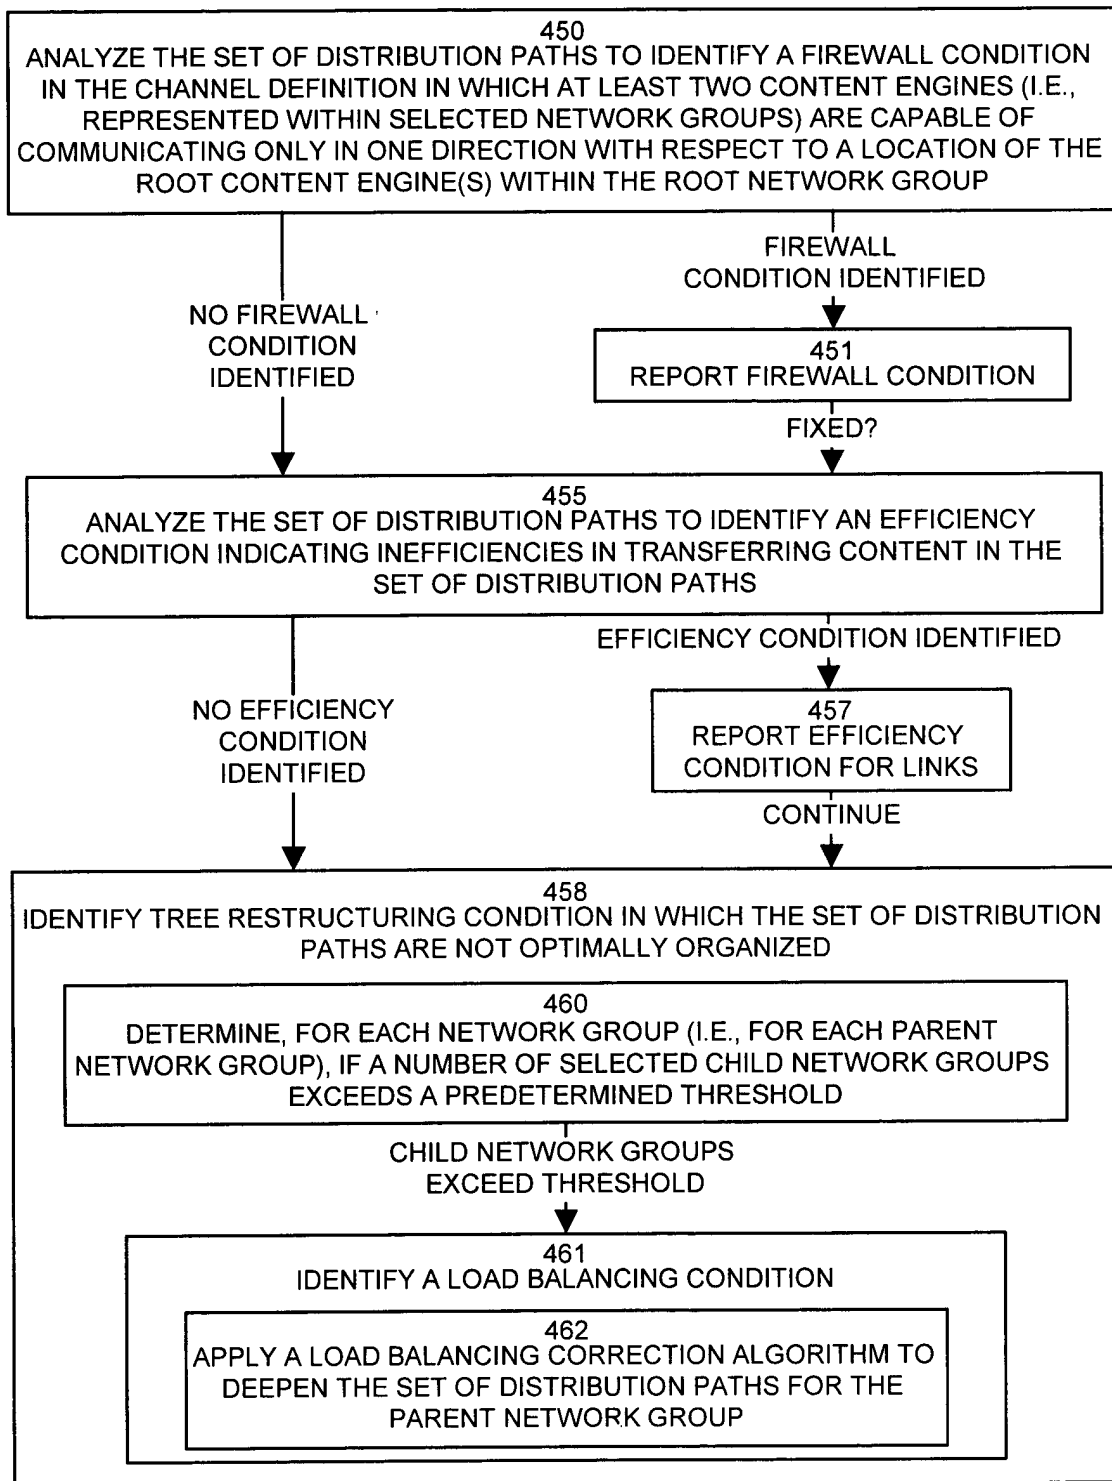 450
ANALYZE THE SET OF DISTRIBUTION PATHS TO IDENTIFY A FIREWALL CONDITION
IN THE CHANNEL DEFINITION IN WHICH AT LEAST TWO CONTENT ENGINES (I.E.,
REPRESENTED WITHIN SELECTED NETWORK GROUPS) ARE CAPABLE OF
COMMUNICATING ONLY IN ONE DIRECTION WITH RESPECT TO A LOCATION OF THE
ROOT CONTENT ENGINE(S) WITHIN THE ROOT NETWORK GROUP
FIREWALL
CONDITION IDENTIFIED
NO FIREWALL
CONDITION
IDENTIFIED
451
REPORT FIREWALL CONDITION
FIXED?
455
ANALYZE THE SET OF DISTRIBUTION PATHS TO IDENTIFY AN EFFICIENCY
CONDITION INDICATING INEFFICIENCIES IN TRANSFERRING CONTENT IN THE
SET OF DISTRIBUTION PATHS
EFFICIENCY CONDITION IDENTIFIED
NO EFFICIENCY
CONDITION
IDENTIFIED
457
REPORT EFFICIENCY
CONDITION FOR LINKS
CONTINUE
458
IDENTIFY TREE RESTRUCTURING CONDITION IN WHICH THE SET OF DISTRIBUTION
PATHS ARE NOT OPTIMALLY ORGANIZED
460
DETERMINE, FOR EACH NETWORK GROUP (I.E., FOR EACH PARENT
NETWORK GROUP), IF A NUMBER OF SELECTED CHILD NETWORK GROUPS
EXCEEDS A PREDETERMINED THRESHOLD
CHILD NETWORK GROUPS
EXCEED THRESHOLD
461
IDENTIFY A LOAD BALANCING CONDITION
462
APPLY A LOAD BALANCING CORRECTION ALGORITHM TO
DEEPEN THE SET OF DISTRIBUTION PATHS FOR THE
PARENT NETWORK GROUP